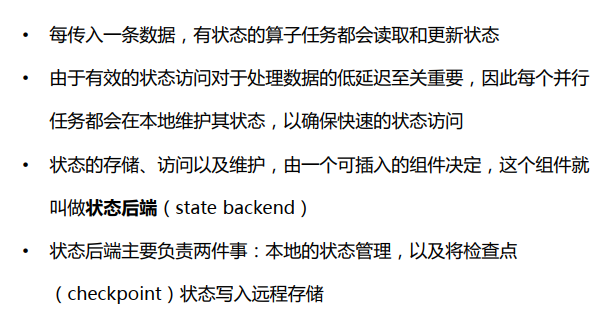 • 每传入一条数据，有状态的算子任务都会读取和更新状态
• 由于有效的状态访问对于处理数据的低延迟至关重要，因此每个并行
任务都会在本地维护其状态，以确保快速的状态访问
• 状态的存储、访问以及维护，由一个可插入的组件决定，这个组件就
叫做状态后端（state backend）
• 状态后端主要负责两件事：本地的状态管理，以及将检查点
（checkpoint）状态写入远程存储